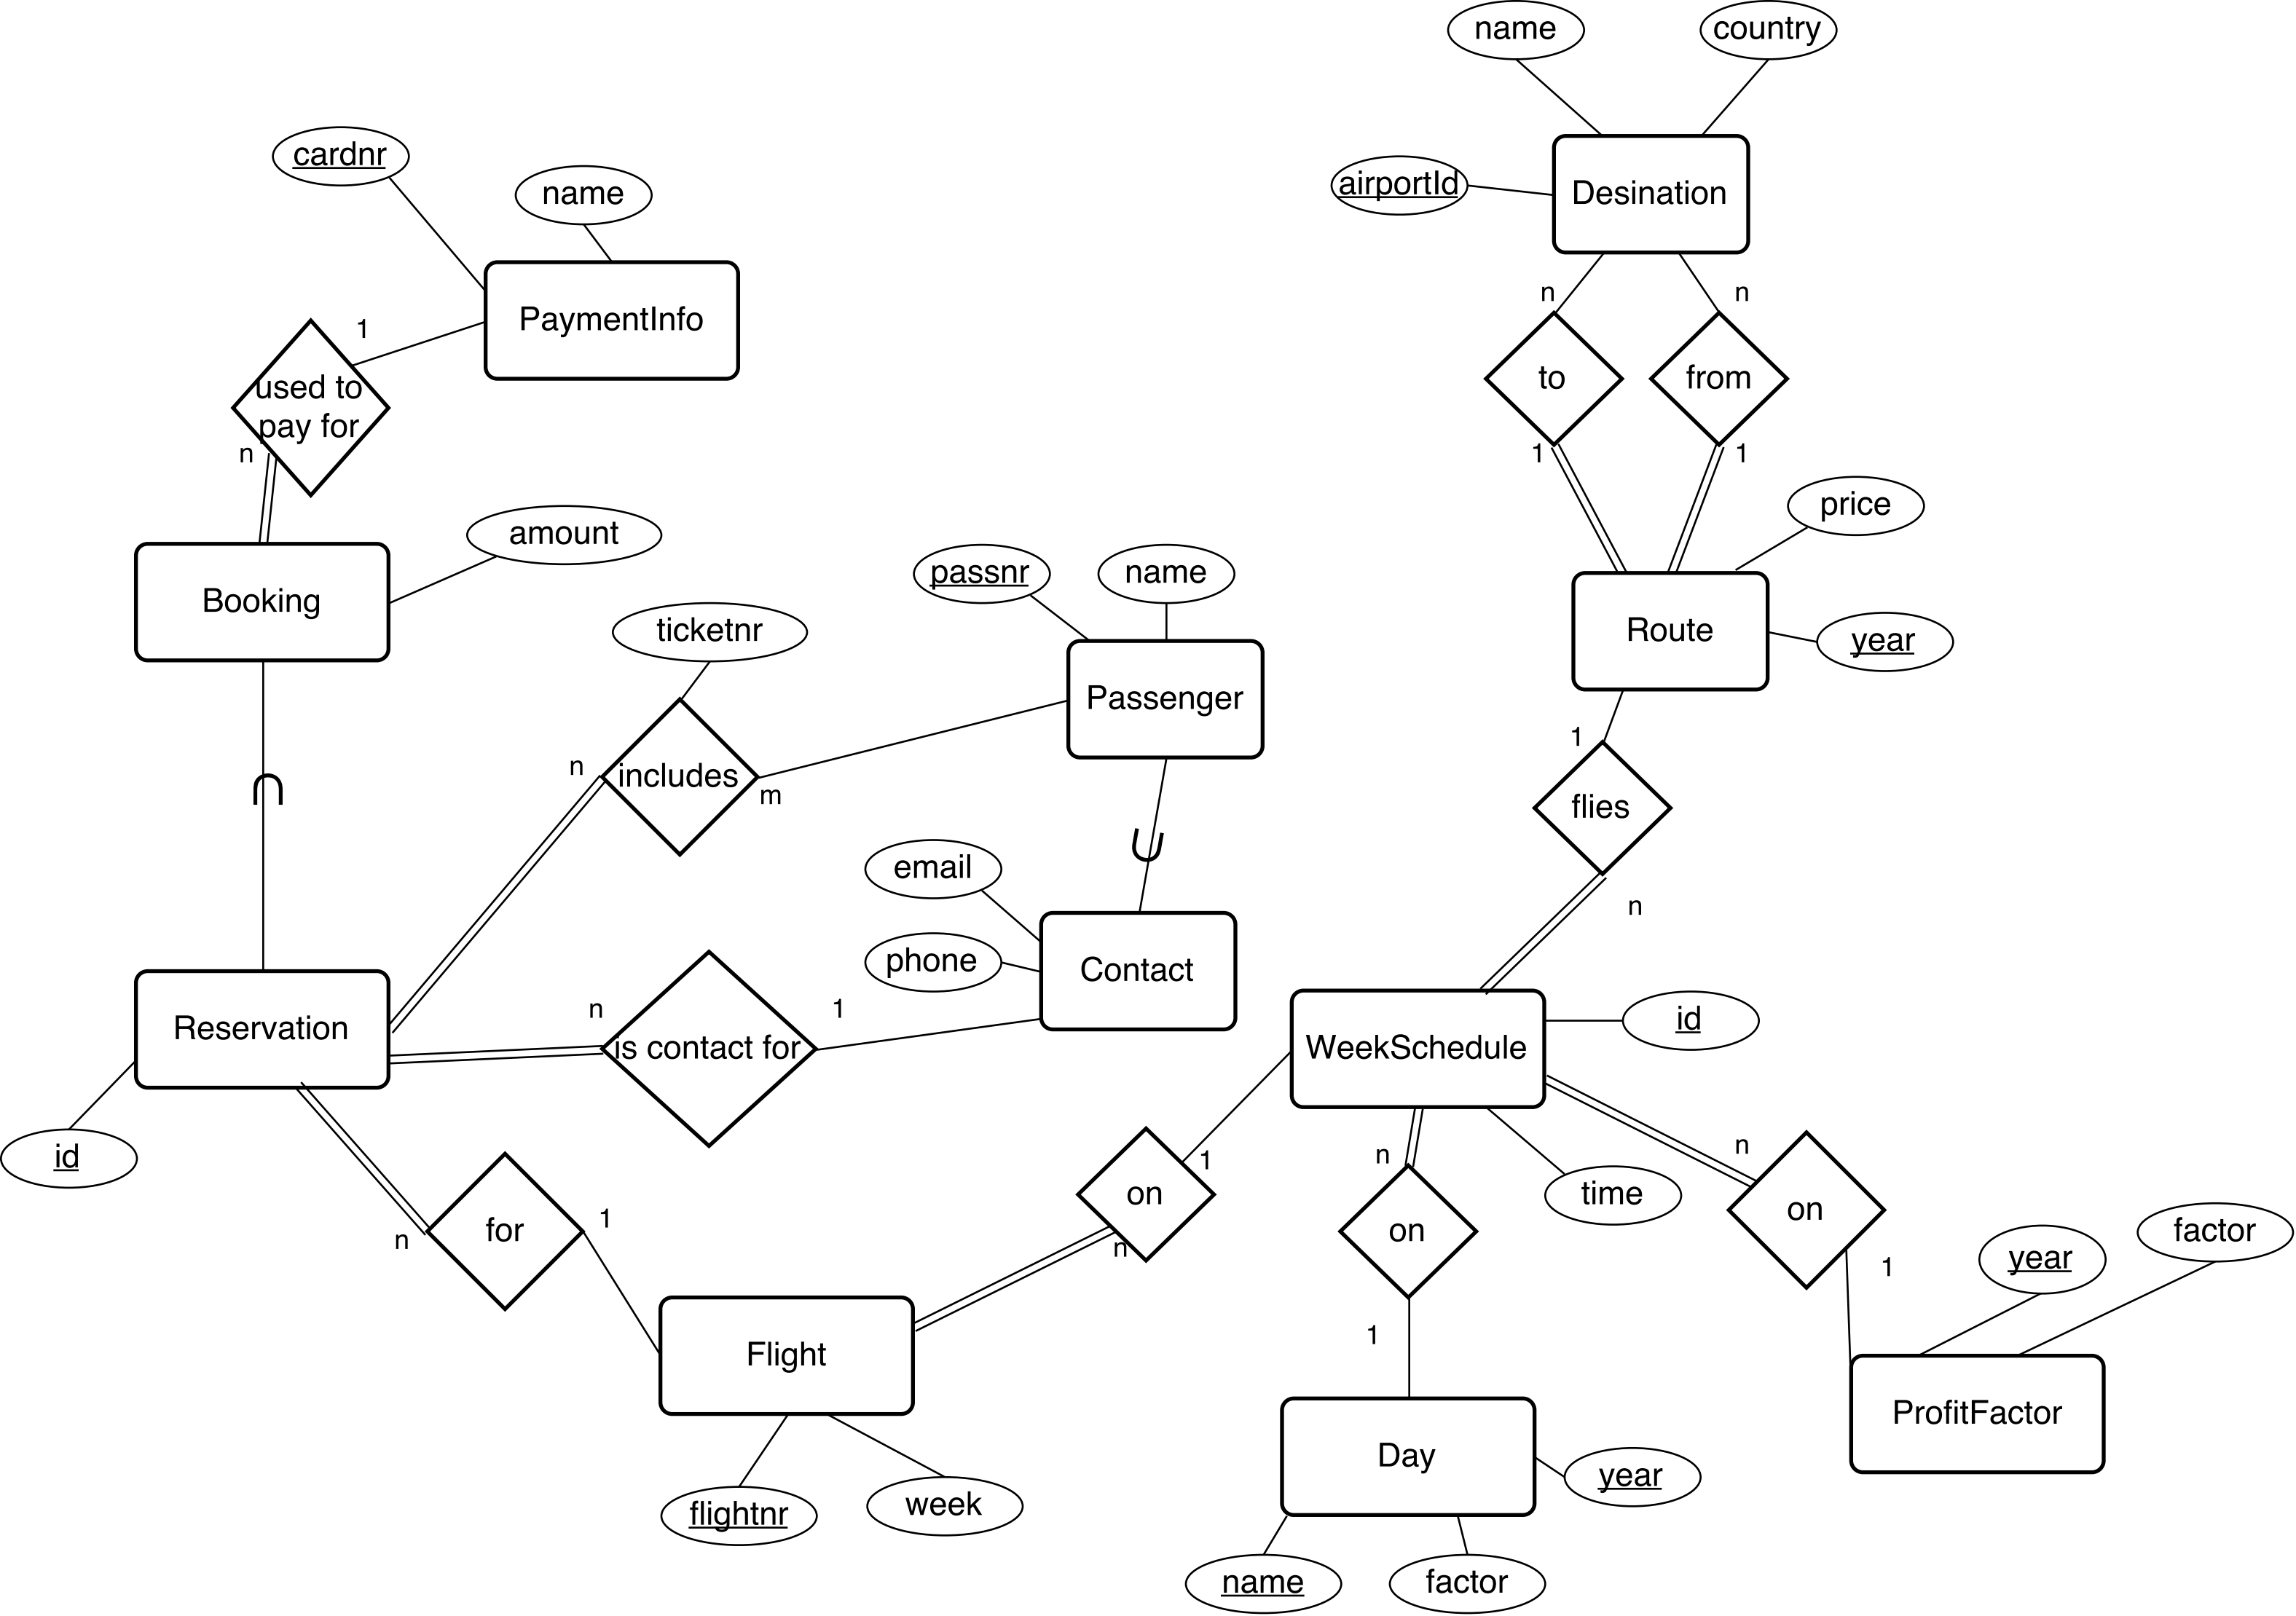 name
country
cardnr
name
airportId
Desination
PaymentInfo
1
n
n
used to
pay for
n
to
from
1
1
amount
price
Booking
passnr
name
ticketnr
Route
year
Passenger
n
includes
m
1
flies
n
email
phone
Contact
Reservation
n
is contact for
1
WeekSchedule
id
id
n
for
1
on
1
n
n
on
1
time
n
on
1
year
factor
Flight
ProfitFactor
Day
year
flightnr
week
name
factor